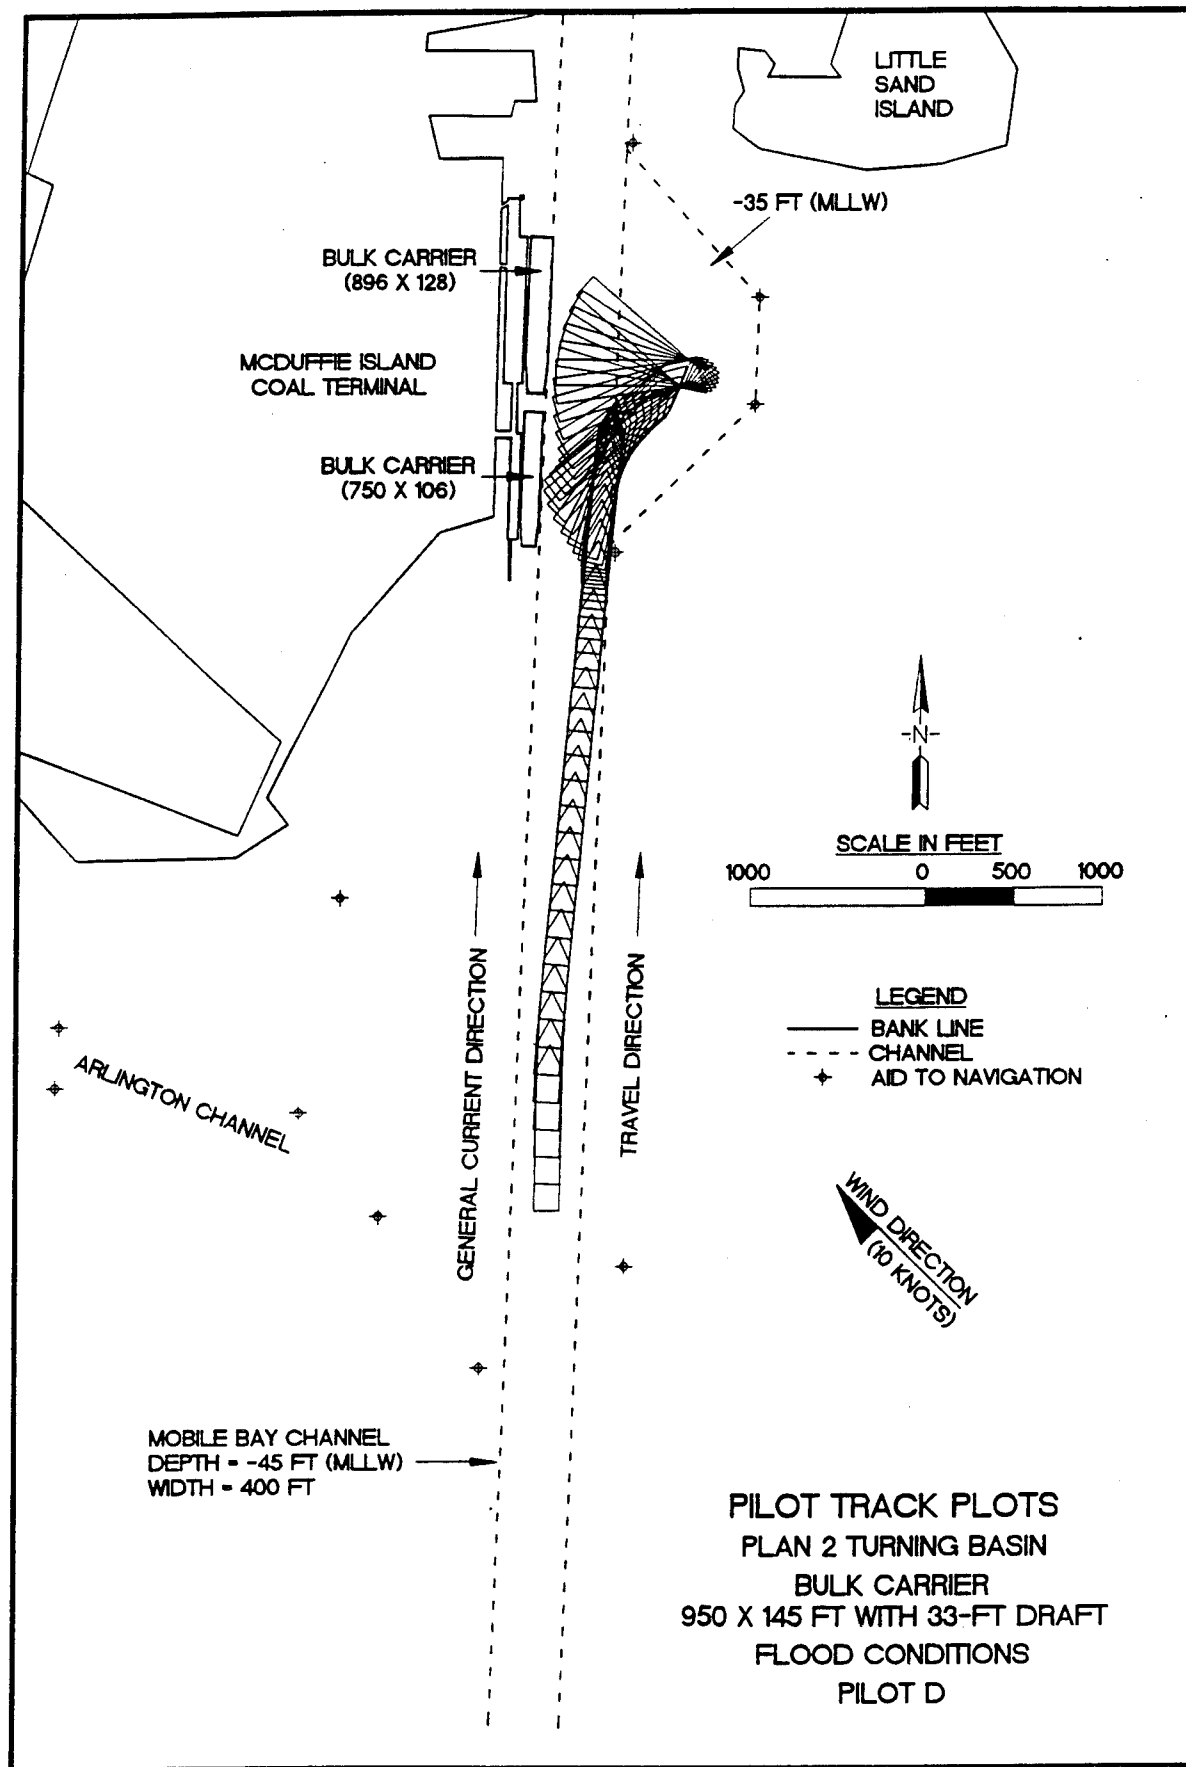 LITTLE
SAND
ISLAND
-35 FT (MLLW)
BULK CARRIER
(896 X 128)
MCDUFFIE ISLAND
COAL TERMINAL
BULK CARRIER
(750 X 106)
-N-
SCALE IN FEET
1000 0 500 1000
GENERAL CURRENT DIRECTION
TRAVEL DIRECTION
LEGEND
BANK LINE
CHANNEL
AID TO NAVIGATION
ARLINGTON CHANNEL
WIND DIRECTION
(10 KNOTS)
MOBILE BAY CHANNEL
DEPTH = -45 FT (MLLW)
WIDTH = 400 FT
PILOT TRACK PLOTS
PLAN 2 TURNING BASIN
BULK CARRIER
950 X 145 FT WITH 33-FT DRAFT
FLOOD CONDITIONS
PILOT D